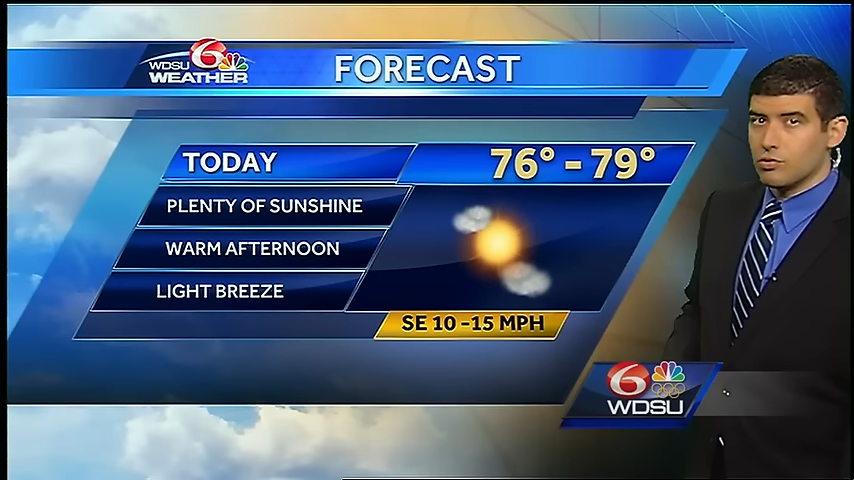 WDSU 6
WEATHER
FORECAST
TODAY
76° - 79°
PLENTY OF SUNSHINE
WARM AFTERNOON
LIGHT BREEZE
SE 10 -15 MPH
6
WDSU